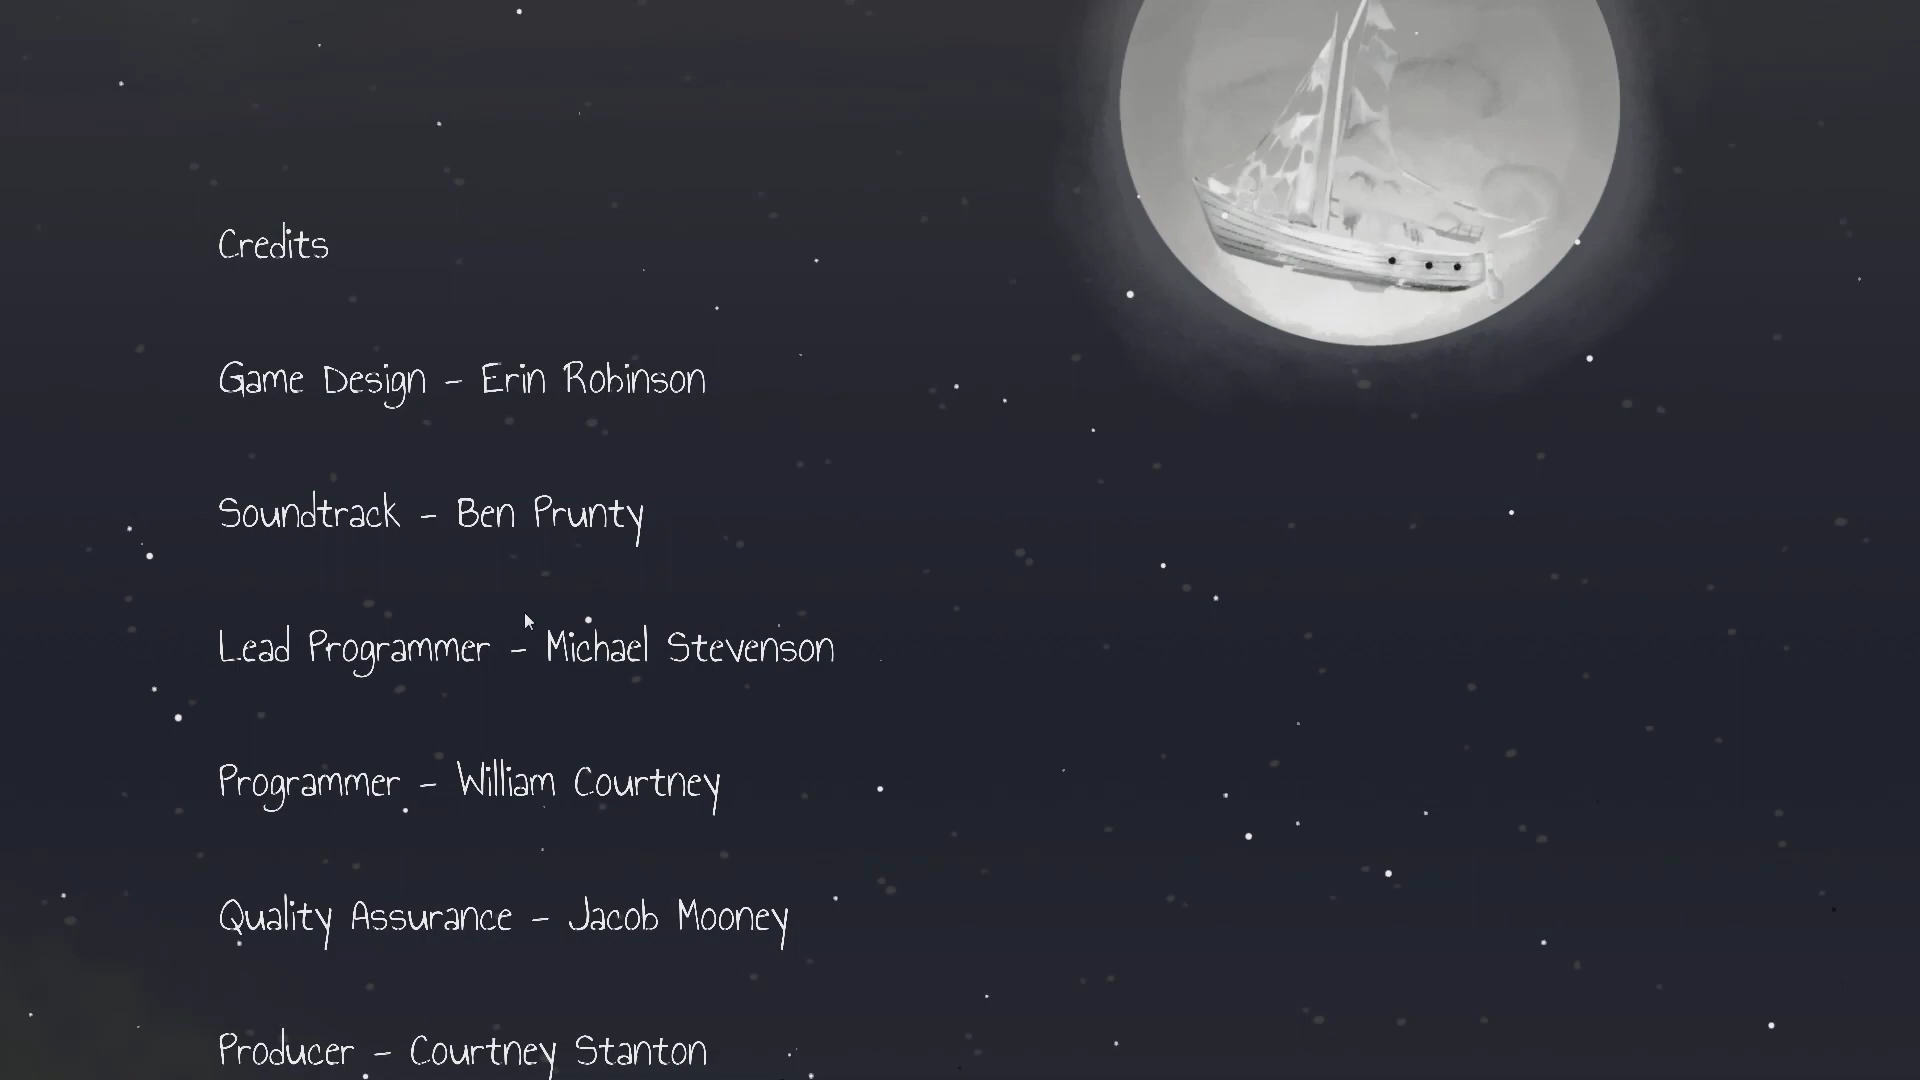 Credits
Game Design - Erin Robinson
Soundtrack - Ben Prunty
Lead Programmer - Michael Stevenson
Programmer - William Courtney
Quality Assurance - Jacob Mooney
Producer - Courtney Stanton